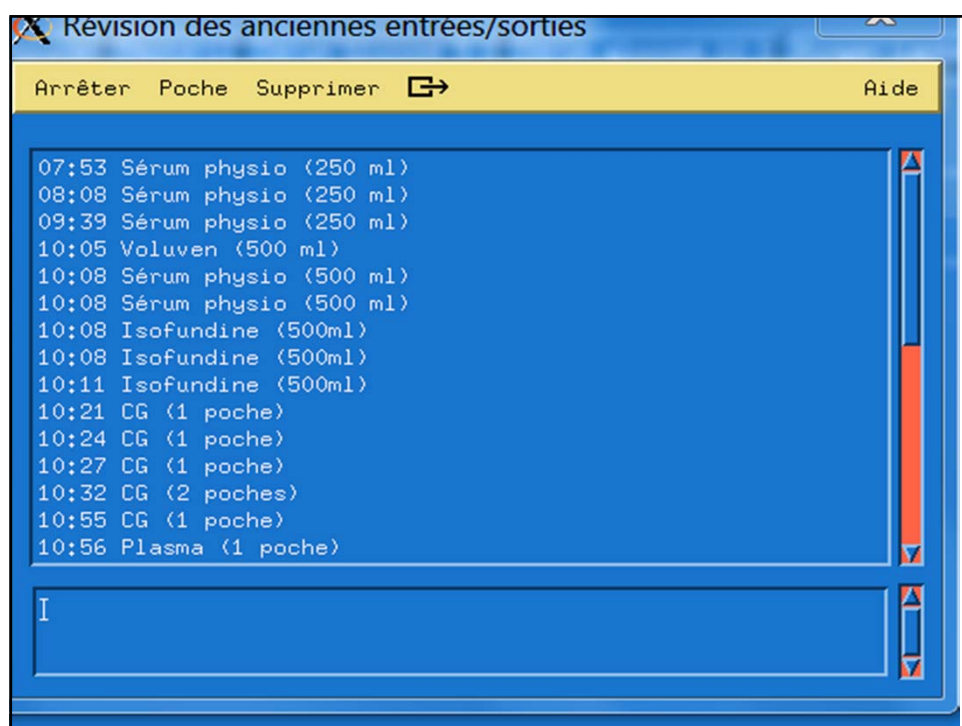 Révision des anciennes entrées/sorties
Arrêter Poche Supprimer Aide
07:53 Sérum physio (250 ml)
08:08 Sérum physio (250 ml)
09:39 Sérum physio (250 ml)
10:05 Voluven (500 ml)
10:08 Sérum physio (500 ml)
10:08 Sérum physio (500 ml)
10:08 Isofundine (500ml)
10:08 Isofundine (500ml)
10:11 Isofundine (500ml)
10:21 CG (1 poche)
10:24 CG (1 poche)
10:27 CG (1 poche)
10:32 CG (2 poches)
10:55 CG (1 poche)
10:56 Plasma (1 poche)